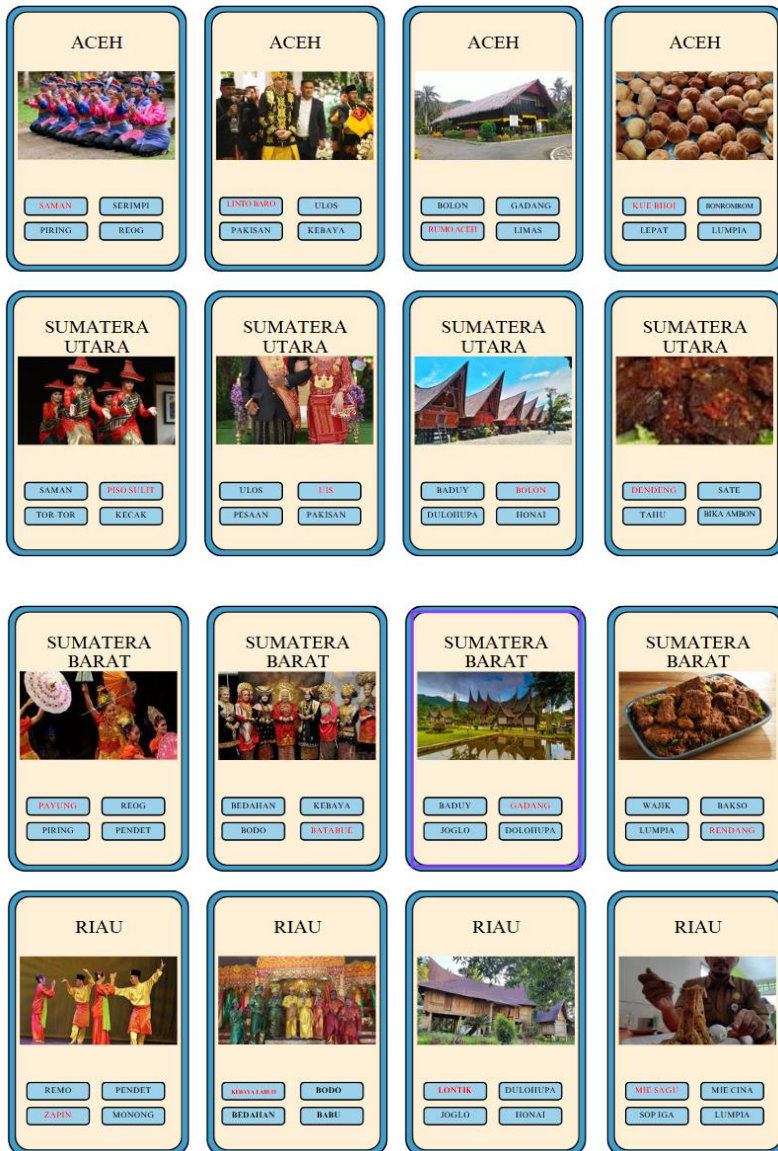 ACEH
SAMAN SERIMPI
PIRING REOG
ACEH
LINTO BARO ULOS
PAKISAN KEBAYA
ACEH
BOLON GADANG
RUMO ACEH LIMAS
ACEH
KUE BHOI BONROMROM
LEPAT LUMPIA
SUMATERA
UTARA
SAMAN PISO SULIT
TOR-TOR KECAK
SUMATERA
UTARA
ULOS UIS
PESAAN PAKISAN
SUMATERA
UTARA
BADUY BOLON
DULOHUPA HONAI
SUMATERA
UTARA
DENDENG SATE
TAHU BIKA AMBON
SUMATERA
BARAT
PAYUNG REOG
PIRING PENDET
SUMATERA
BARAT
BEDAHAN KEBAYA
BODO BATABUE
SUMATERA
BARAT
BADUY GADANG
JOGLO DOLOHUPA
SUMATERA
BARAT
WAJIK BAKSO
LUMPIA RENDANG
RIAU
REMO PENDET
ZAPIN MONONG
RIAU
KEBAYA LABUH BODO
BEDAHAN BABU
RIAU
LONTIK DULOHUPA
JOGLO HONAI
RIAU
MIE SAGU MIE CINA
SOP IGA LUMPIA